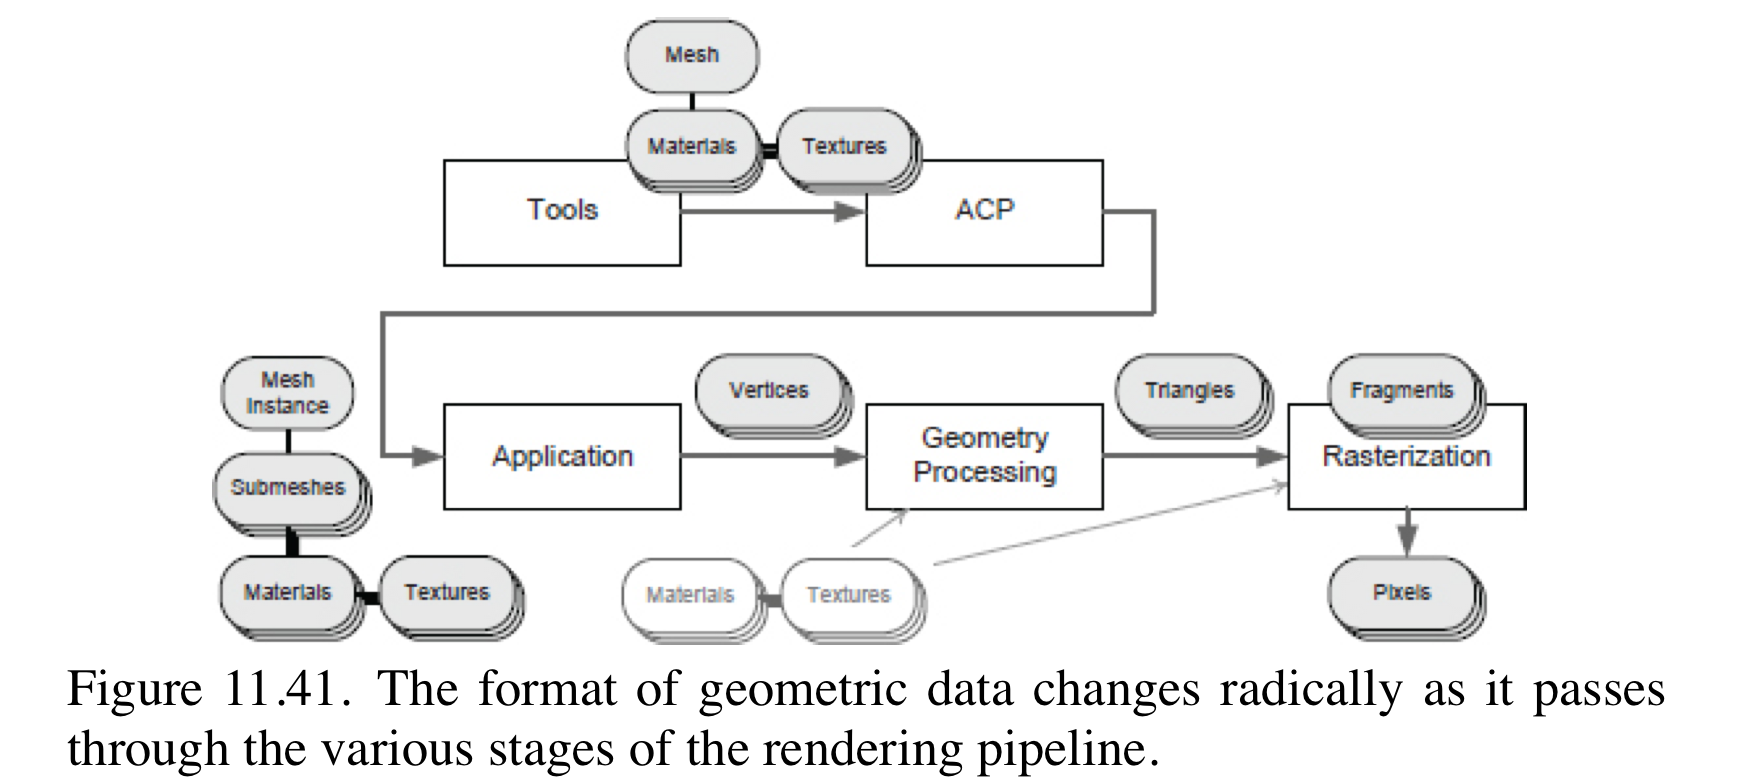 Mesh
Materials
Textures
Tools
ACP
Mesh
Instance
Vertices
Triangles
Fragments
Application
Geometry
Processing
Rasterization
Submeshes
Materials
Textures
Materials
Textures
Pixels
Figure 11.41. The format of geometric data changes radically as it passes
through the various stages of the rendering pipeline.